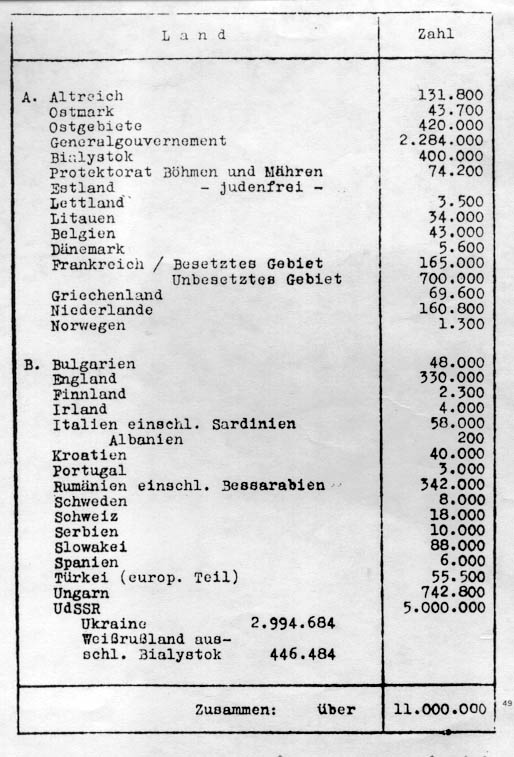 Land Zahl
A. Altreich 131.800
Ostmark 43.700
Ostgebiete 420.000
Generalgouvernement 2.284.000
Bialystok 400.000
Protektorat Böhmen und Mähren 74.200
Estland - judenfrei -
Lettland 3.500
Litauen 34.000
Belgien 43.000
Dänemark 5.600
Frankreich / Besetztes Gebiet 165.000
Unbesetztes Gebiet 700.000
Griechenland 69.600
Niederlande 160.800
Norwegen 1.300
B. Bulgarien 48.000
England 330.000
Finnland 2.300
Irland 4.000
Italien einschl. Sardinien 58.000
Albanien 200
Kroatien 40.000
Portugal 3.000
Rumänien einschl. Bessarabien 342.000
Schweden 8.000
Schweiz 18.000
Serbien 10.000
Slowakei 88.000
Spanien 6.000
Türkei (europ. Teil) 55.500
Ungarn 742.800
UdSSR 5.000.000
Ukraine 2.994.684
Weißrußland aus-
schl. Bialystok 446.484
Zusammen: über 11.000.000
49